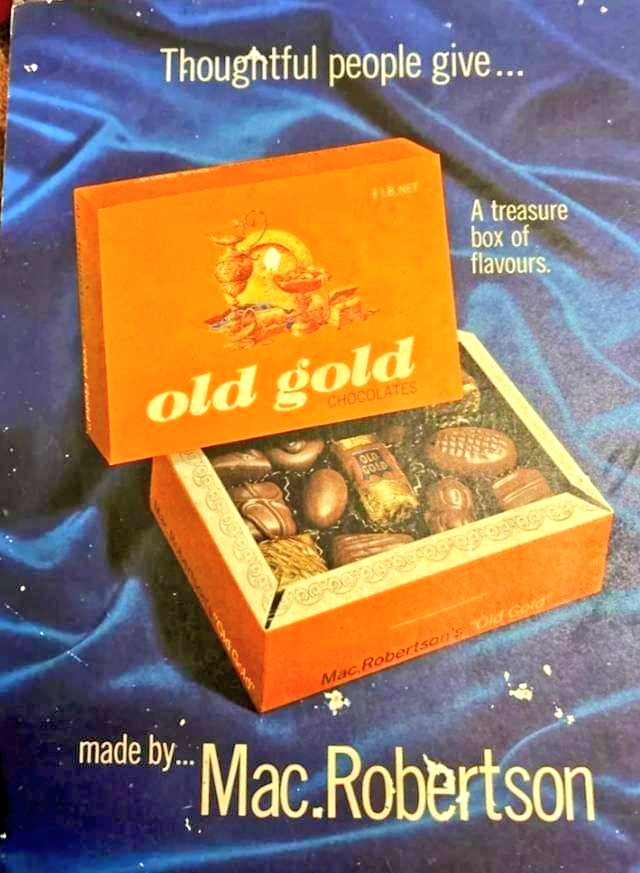 Thoughtful people give...
LB. NET
A treasure
box of
flavours.
old gold
CHOCOLATES
OLD
GOLD
Mac.Robertson's "Old Gold"
made by... Mac.Robertson